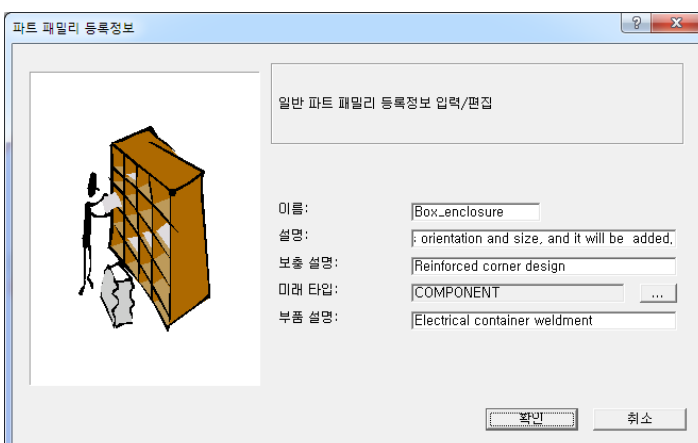 파트 패밀리 등록정보
일반 파트 패밀리 등록정보 입력/편집
이름: Box_enclosure
설명: : orientation and size, and it will be added,
보충 설명: Reinforced corner design
미래 타입: COMPONENT ...
부품 설명: Electrical container weldment
확인 취소